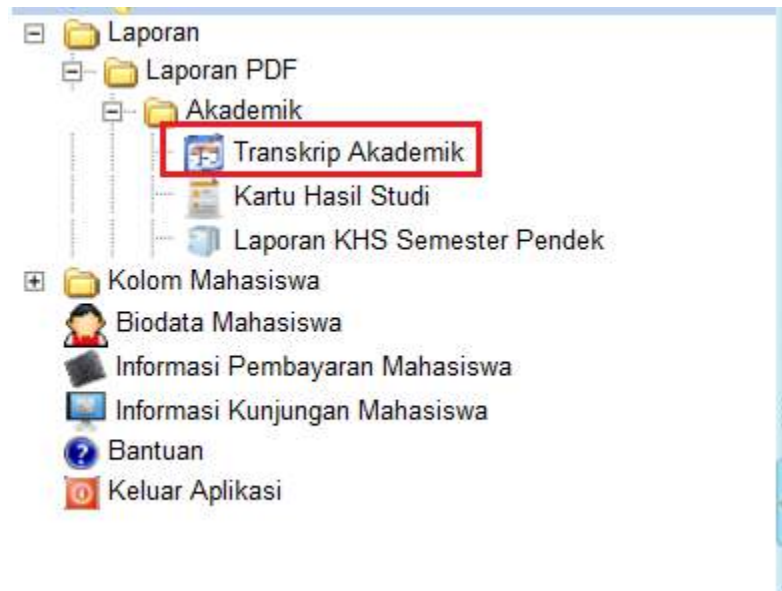 Laporan
Laporan PDF
Akademik
Transkrip Akademik
Kartu Hasil Studi
Laporan KHS Semester Pendek
Kolom Mahasiswa
Biodata Mahasiswa
Informasi Pembayaran Mahasiswa
Informasi Kunjungan Mahasiswa
Bantuan
Keluar Aplikasi